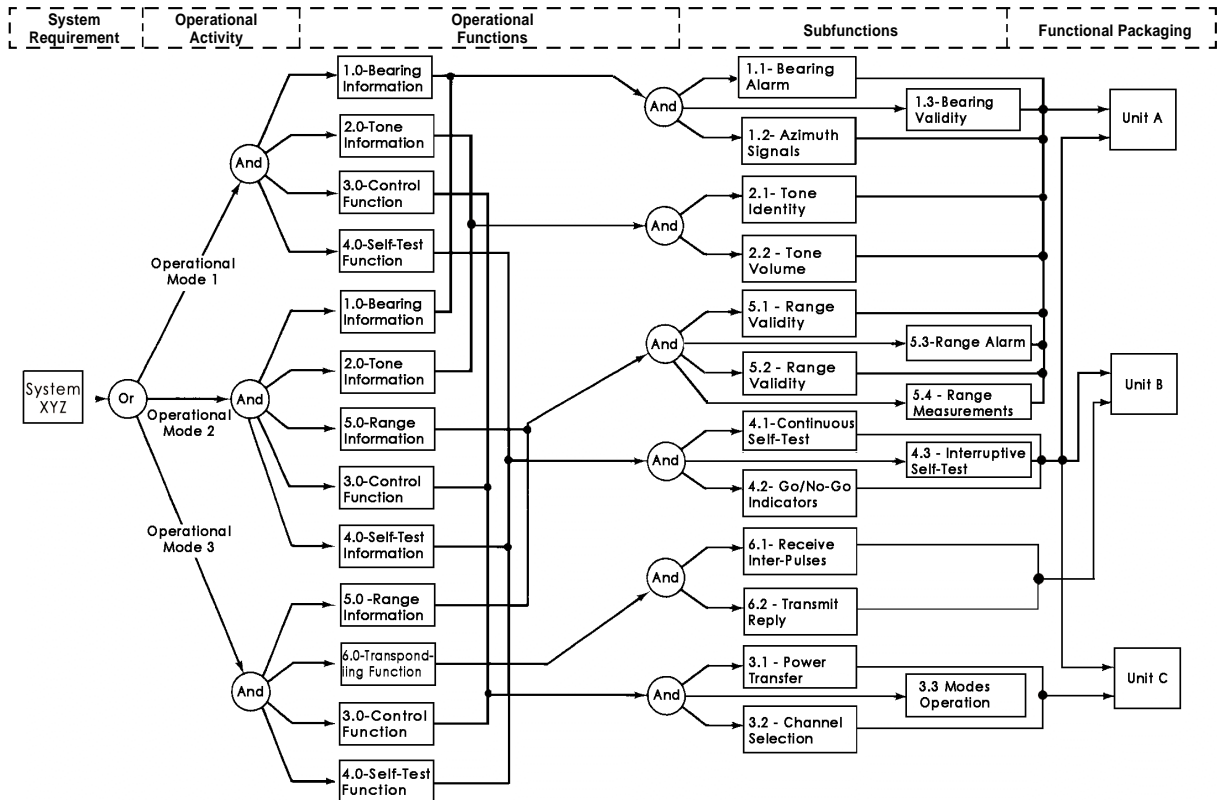 System
Requirement
Operational
Activity
Operational
Functions
Subfunctions
Functional Packaging
System
XYZ
Or
Operational
Mode 1
Operational
Mode 2
Operational
Mode 3
And
And
And
1.0-Bearing
Information
2.0-Tone
Information
3.0-Control
Function
4.0-Self-Test
Function
1.0-Bearing
Information
2.0-Tone
Information
5.0-Range
Information
3.0-Control
Function
4.0-Self-Test
Information
5.0 -Range
Information
6.0-Transpond-
iing Function
3.0-Control
Function
4.0-Self-Test
Function
And
And
And
And
And
And
1.1- Bearing
Alarm
1.3-Bearing
Validity
1.2- Azimuth
Signals
2.1- Tone
Identity
2.2 - Tone
Volume
5.1 - Range
Validity
5.3-Range Alarm
5.2 - Range
Validity
5.4 - Range
Measurements
4.1-Continuous
Self-Test
4.3 - Interruptive
Self-Test
4.2- Go/No-Go
Indicators
6.1- Receive
Inter-Pulses
6.2 - Transmit
Reply
3.1 - Power
Transfer
3.3 Modes
Operation
3.2 - Channel
Selection
Unit A
Unit B
Unit C